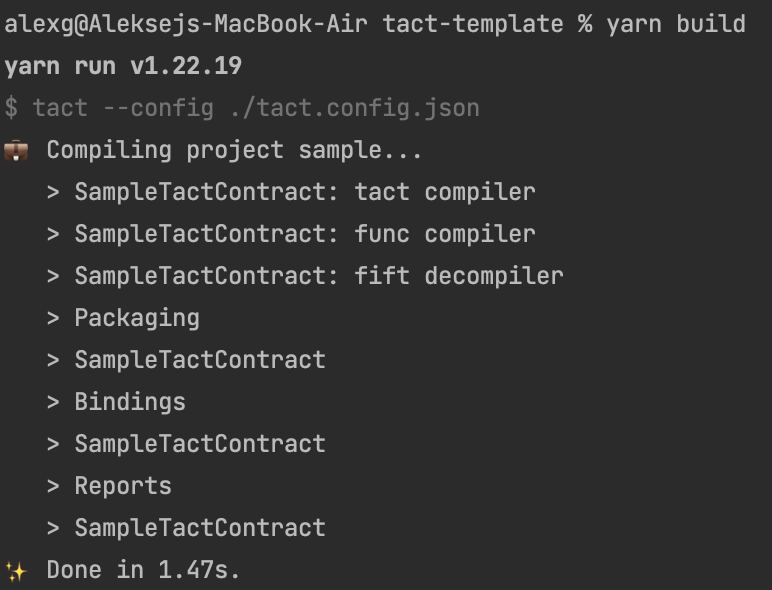 alexg@Aleksejs-MacBook-Air tact-template % yarn build
yarn run v1.22.19
$ tact --config ./tact.config.json
💼 Compiling project sample...
> SampleTactContract: tact compiler
> SampleTactContract: func compiler
> SampleTactContract: fift decompiler
> Packaging
> SampleTactContract
> Bindings
> SampleTactContract
> Reports
> SampleTactContract
✨ Done in 1.47s.